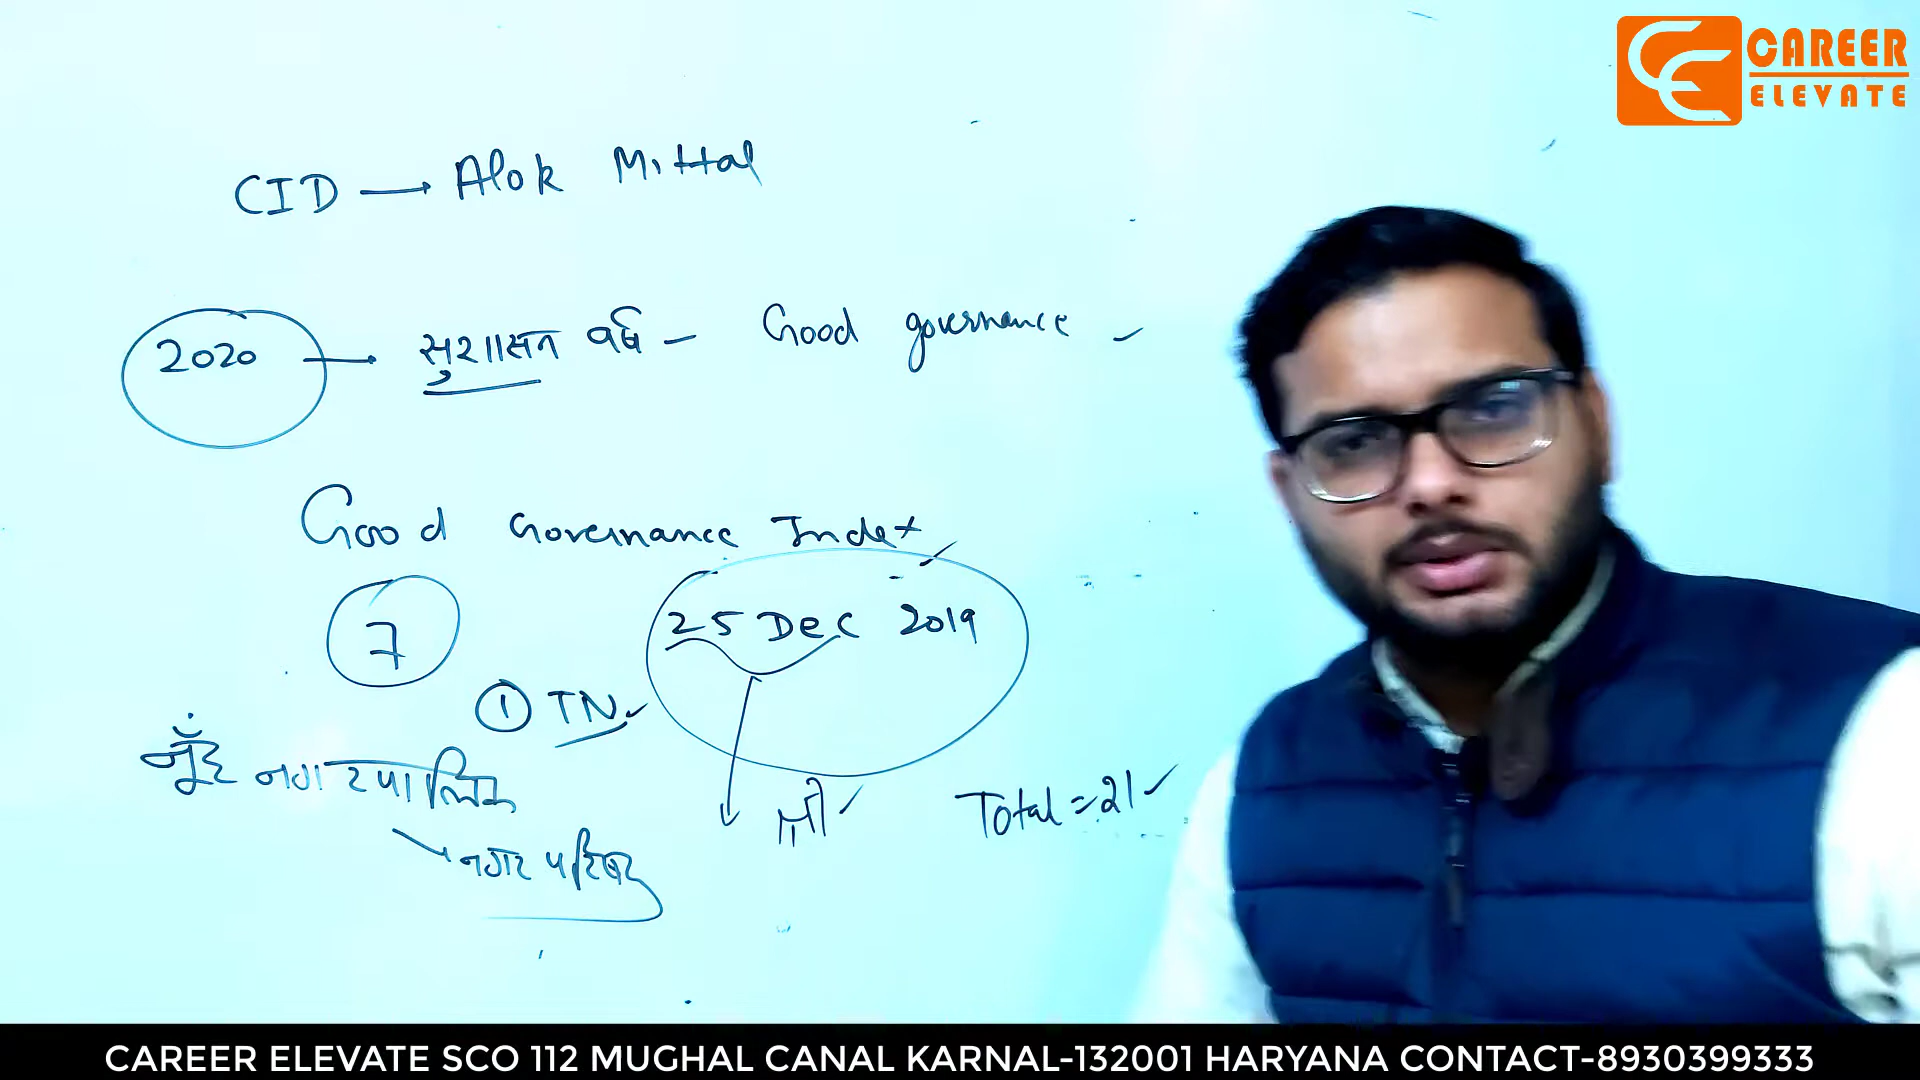 CAREER
ELEVATE
CID → Alok Mittal
2020 → सुशासन वर्ष - Good governance
Good Governance Index
7
25 Dec 2019
① TN
नगरपालिका
Total = 21
नगर परिषद
CAREER ELEVATE SCO 112 MUGHAL CANAL KARNAL-132001 HARYANA CONTACT-8930399333